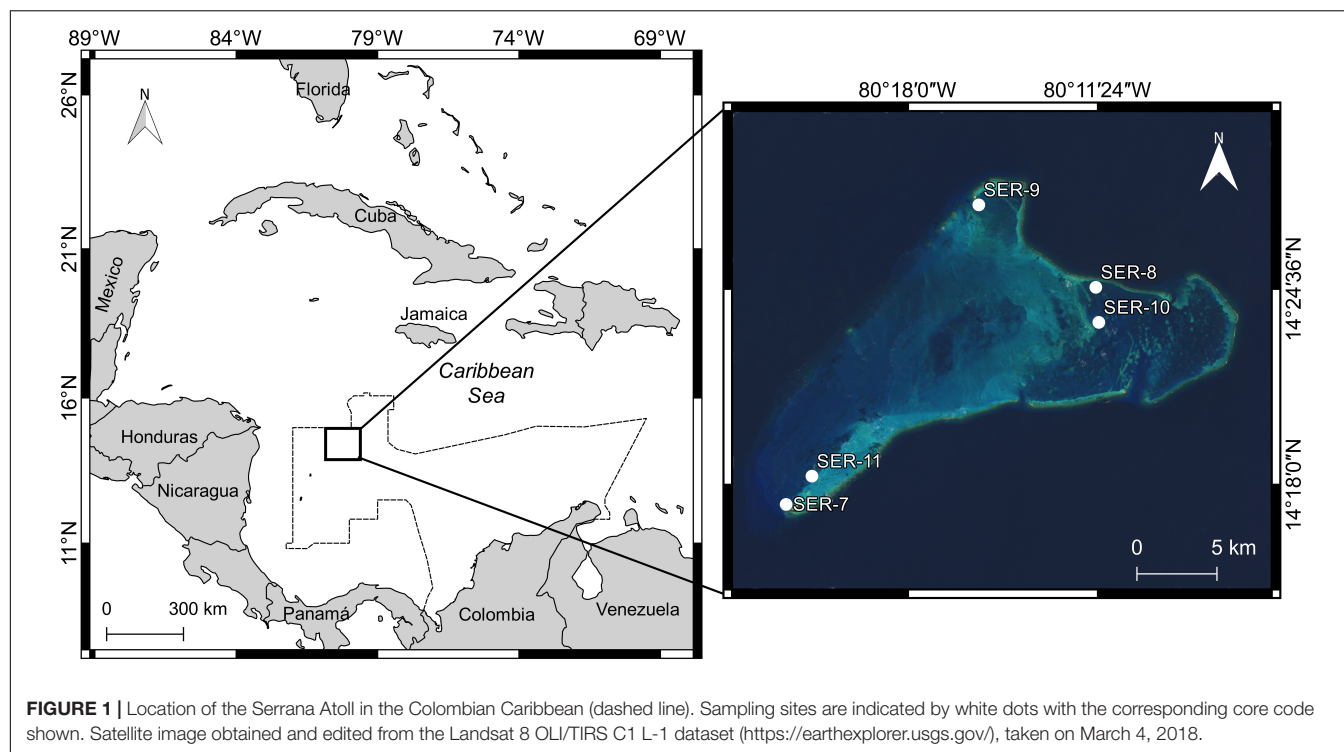 89°W 84°W 79°W 74°W 69°W
26°N
21°N
16°N
11°N
N
Florida
Cuba
Mexico
Jamaica
Caribbean
Sea
Honduras
Nicaragua
Panamá
Colombia
Venezuela
0 300 km
80°18'0"W 80°11'24"W
N
SER-9
SER-8
SER-10
SER-11
SER-7
14°24'36"N
14°18'0"N
0 5 km
FIGURE 1 | Location of the Serrana Atoll in the Colombian Caribbean (dashed line). Sampling sites are indicated by white dots with the corresponding core code
shown. Satellite image obtained and edited from the Landsat 8 OLI/TIRS C1 L-1 dataset (https://earthexplorer.usgs.gov/), taken on March 4, 2018.